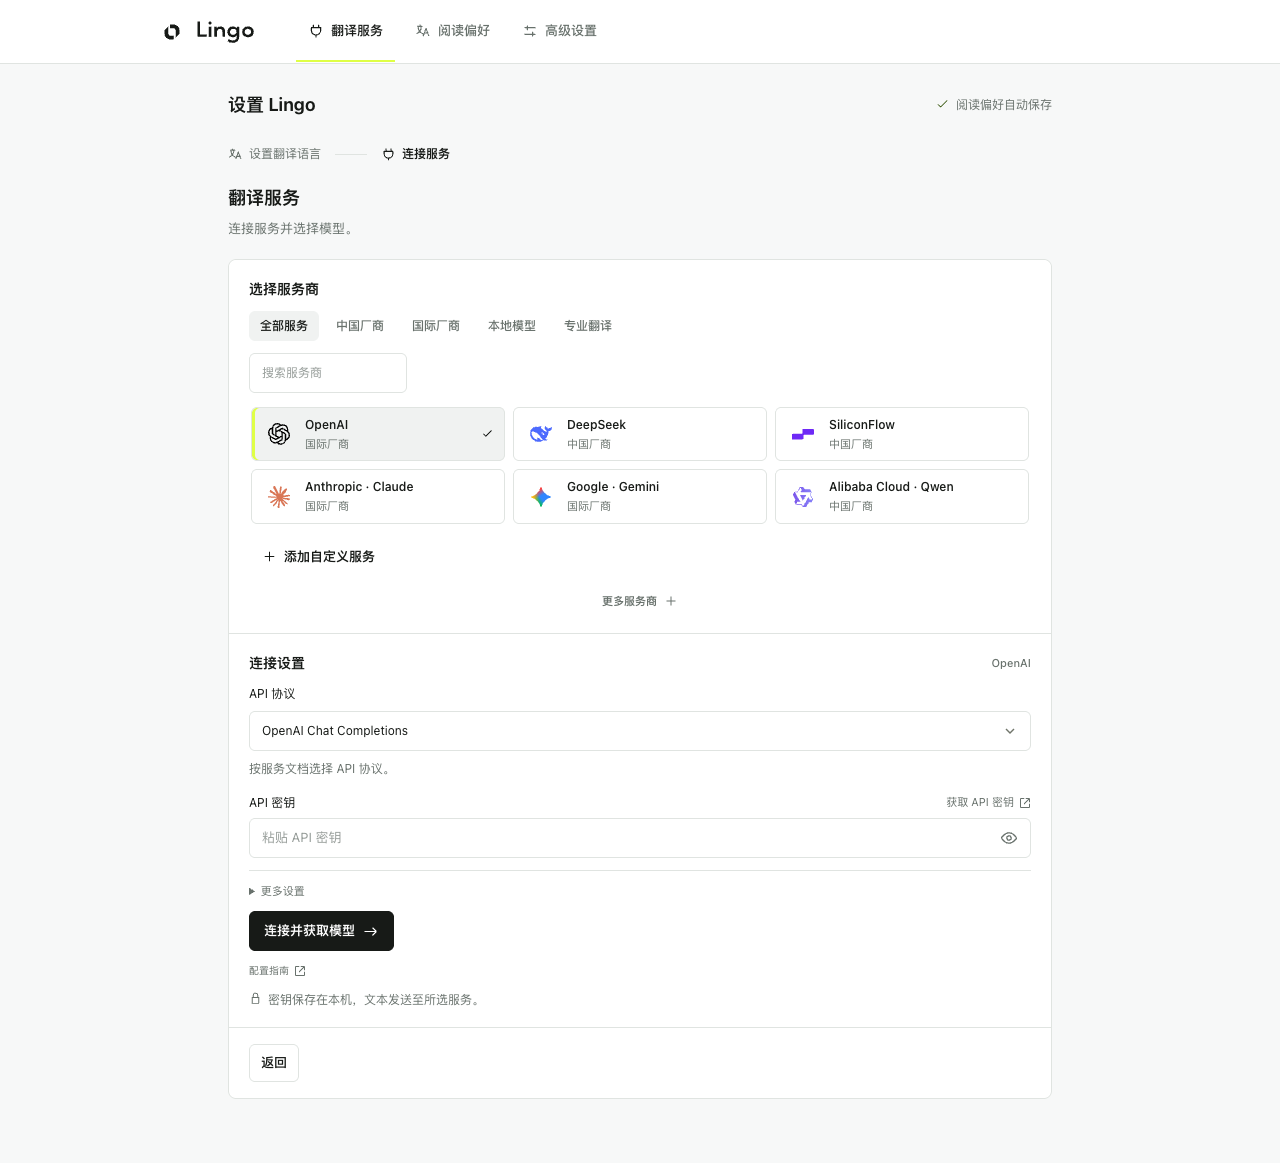 Lingo
翻译服务
阅读偏好
高级设置
设置 Lingo
阅读偏好自动保存
设置翻译语言
连接服务
翻译服务
连接服务并选择模型。
选择服务商
全部服务
中国厂商
国际厂商
本地模型
专业翻译
搜索服务商
OpenAI
国际厂商
DeepSeek
中国厂商
SiliconFlow
中国厂商
Anthropic · Claude
国际厂商
Google · Gemini
国际厂商
Alibaba Cloud · Qwen
中国厂商
添加自定义服务
更多服务商
连接设置
OpenAI
API 协议
OpenAI Chat Completions
按服务文档选择 API 协议。
API 密钥
获取 API 密钥
粘贴 API 密钥
更多设置
连接并获取模型
配置指南
密钥保存在本机，文本发送至所选服务。
返回